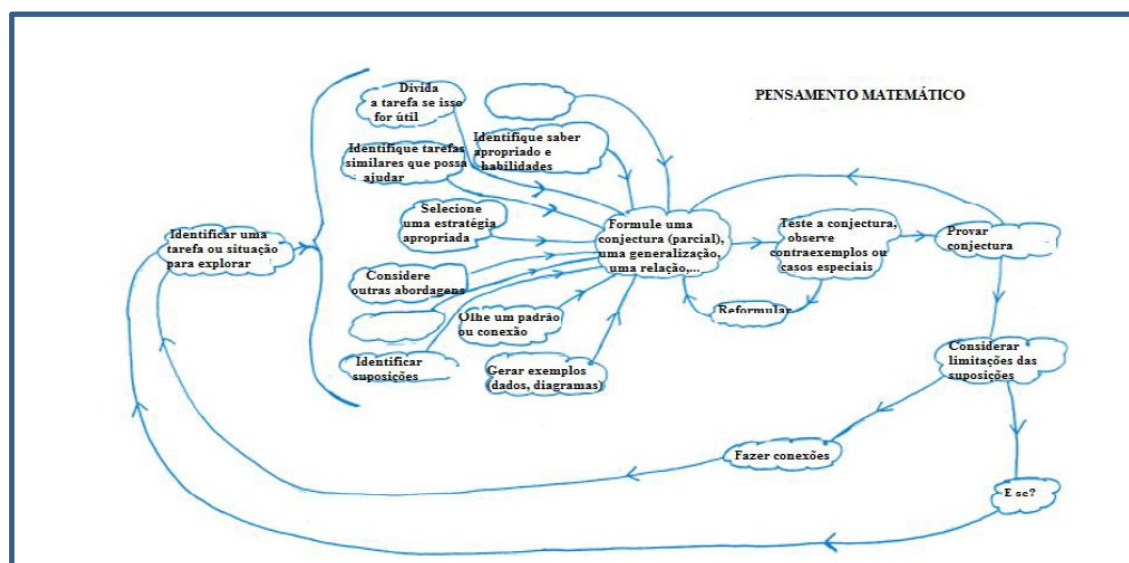 PENSAMENTO MATEMÁTICO
Identificar uma
tarefa ou situação
para explorar
Divida
a tarefa se isso
for útil
Identifique saber
apropriado e
habilidades
Identifique tarefas
similares que possa
ajudar
Selecione
uma estratégia
apropriada
Considere
outras abordagens
Olhe um padrão
ou conexão
Identificar
suposições
Gerar exemplos
(dados, diagramas)
Formule uma
conjectura (parcial),
uma generalização,
uma relação,...
Teste a conjectura,
observe
contraexemplos ou
casos especiais
Reformular
Provar
conjectura
Considerar
limitações das
suposições
Fazer conexões
E se?